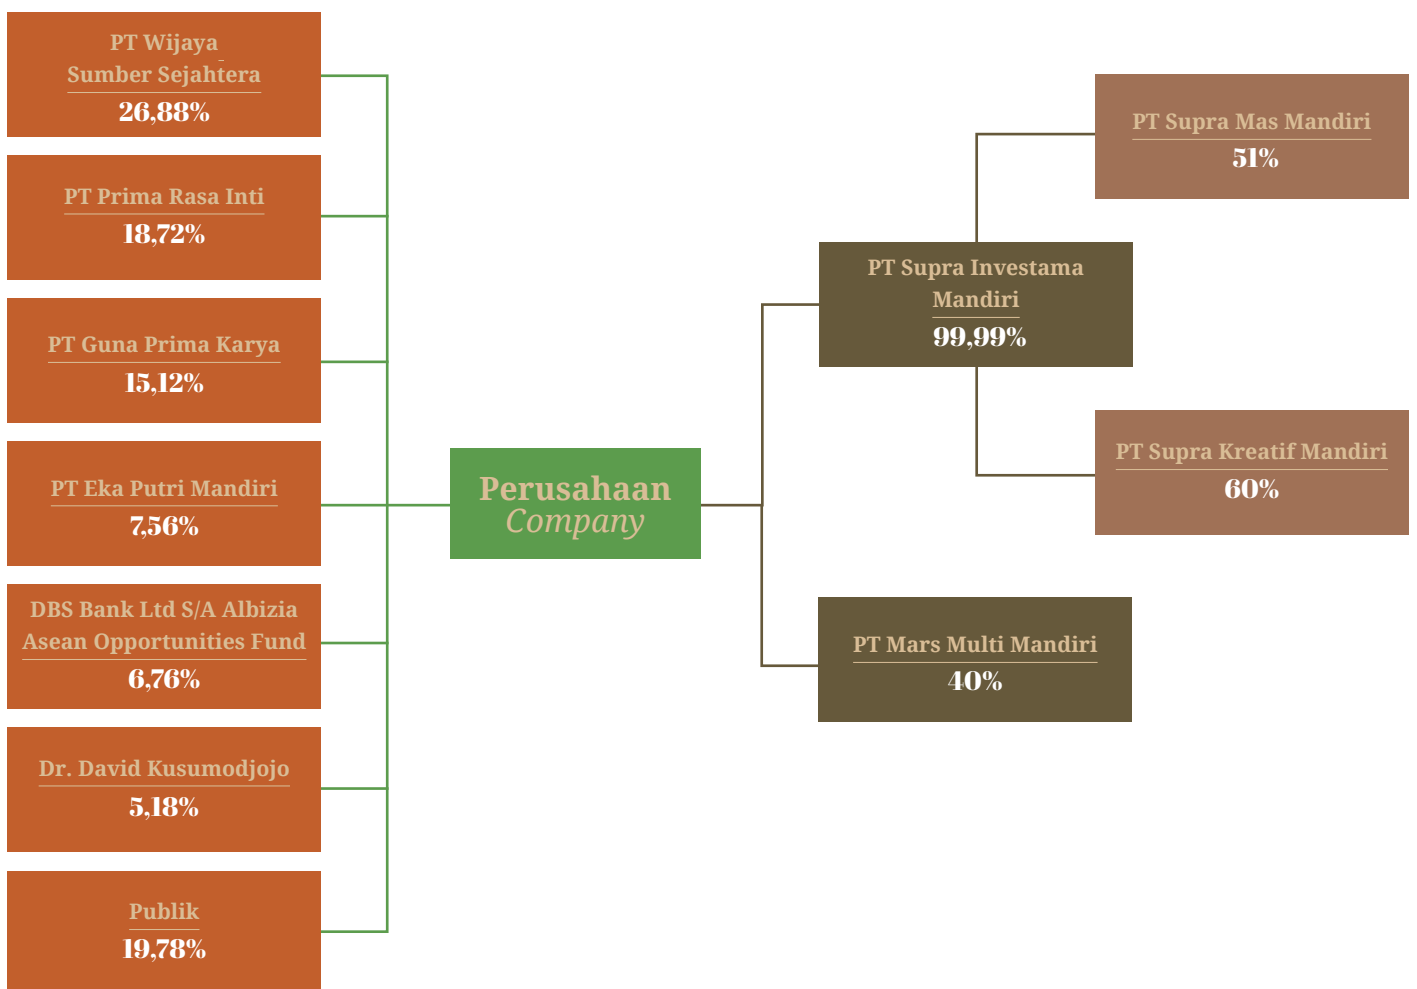 PT Wijaya
Sumber Sejahtera
26,88%
PT Prima Rasa Inti
18,72%
PT Guna Prima Karya
15,12%
PT Eka Putri Mandiri
7,56%
DBS Bank Ltd S/A Albizia
Asean Opportunities Fund
6,76%
Dr. David Kusumodjojo
5,18%
Publik
19,78%
Perusahaan
Company
PT Supra Investama
Mandiri
99,99%
PT Mars Multi Mandiri
40%
PT Supra Mas Mandiri
51%
PT Supra Kreatif Mandiri
60%